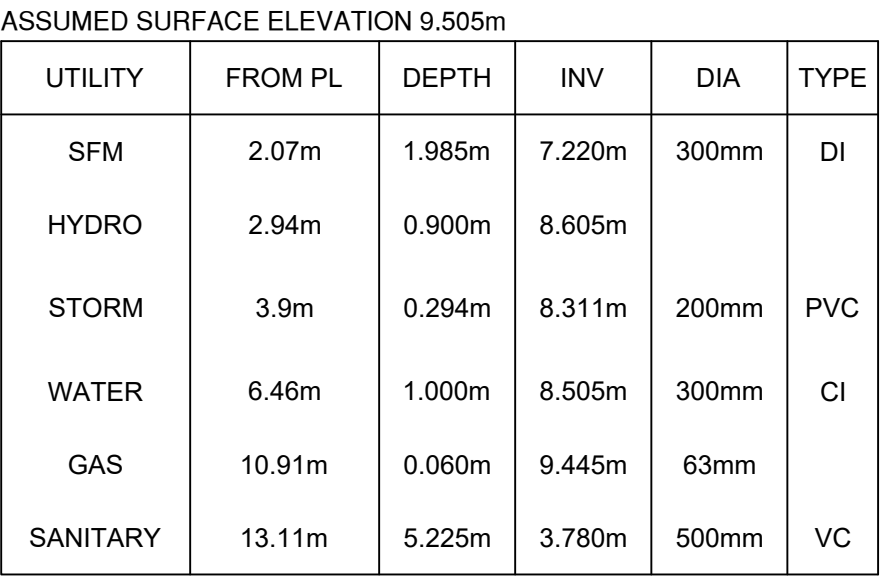 ASSUMED SURFACE ELEVATION 9.505m
UTILITY FROM PL DEPTH INV DIA TYPE
SFM 2.07m 1.985m 7.220m 300mm DI
HYDRO 2.94m 0.900m 8.605m
STORM 3.9m 0.294m 8.311m 200mm PVC
WATER 6.46m 1.000m 8.505m 300mm CI
GAS 10.91m 0.060m 9.445m 63mm
SANITARY 13.11m 5.225m 3.780m 500mm VC